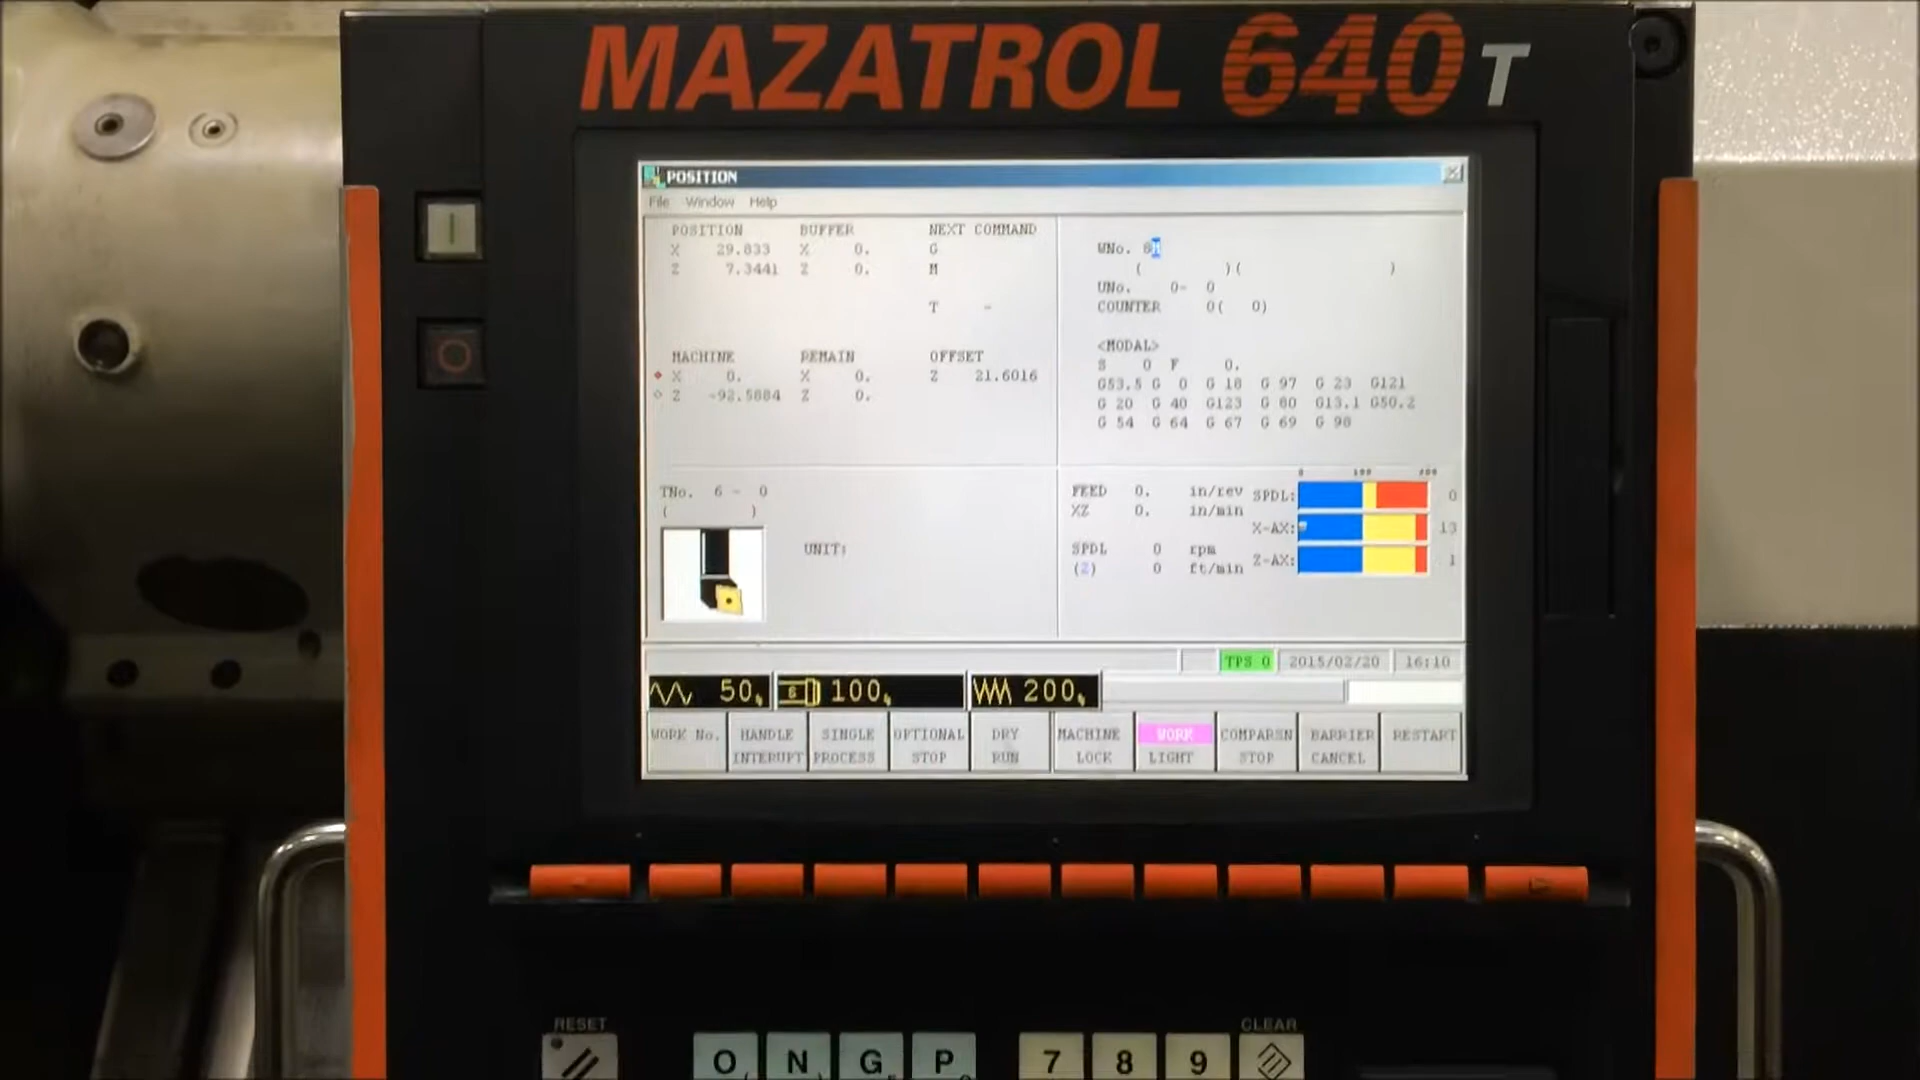 MAZATROL 640 T
POSITION
File Window Help
POSITION BUFFER NEXT COMMAND
X 29.833 X 0. G
Z 7.3441 Z 0. M
T -
MACHINE REMAIN OFFSET
X 0. X 0. Z 21.6016
Z -92.5884 Z 0.
WNo.
( )( )
UNo. 0- 0
COUNTER 0( 0)
<MODAL>
S 0 F 0.
G53.5 G 0 G 18 G 97 G 23 G121
G 20 G 40 G123 G 80 G13.1 G50.2
G 54 G 64 G 67 G 69 G 98
TNo. 6 - 0
( )
UNIT:
FEED 0. in/rev
XZ 0. in/min
SPDL 0 rpm
(Z) 0 ft/min
SPDL: 0
X-AX: 13
Z-AX: 1
TPS 0 2015/02/20 16:10
50% 6 100% 200%
WORK No.
HANDLE INTERUPT
SINGLE PROCESS
OPTIONAL STOP
DRY RUN
MACHINE LOCK
WORK LIGHT
COMPARSN STOP
BARRIER CANCEL
RESTART
RESET CLEAR
O N G P 7 8 9